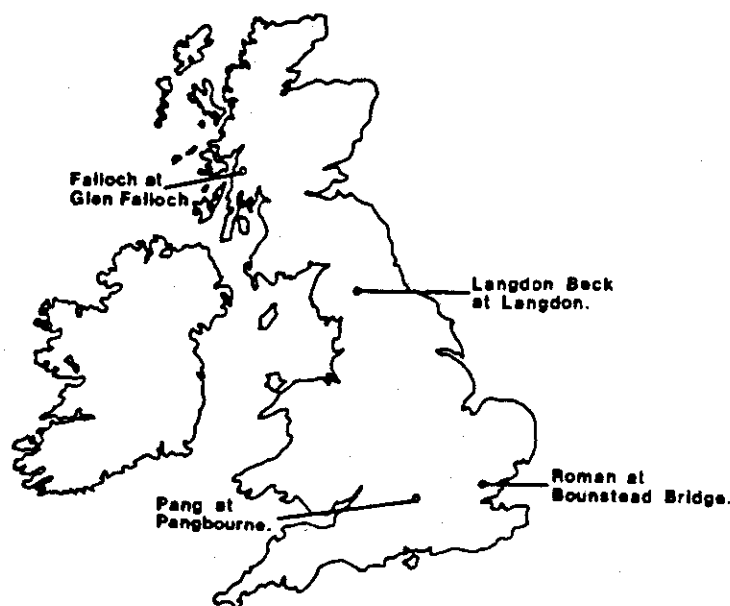 Falloch at
Glen Falloch
Langdon Beck
at Langdon.
Roman at
Bounstead Bridge.
Pang at
Pangbourne.